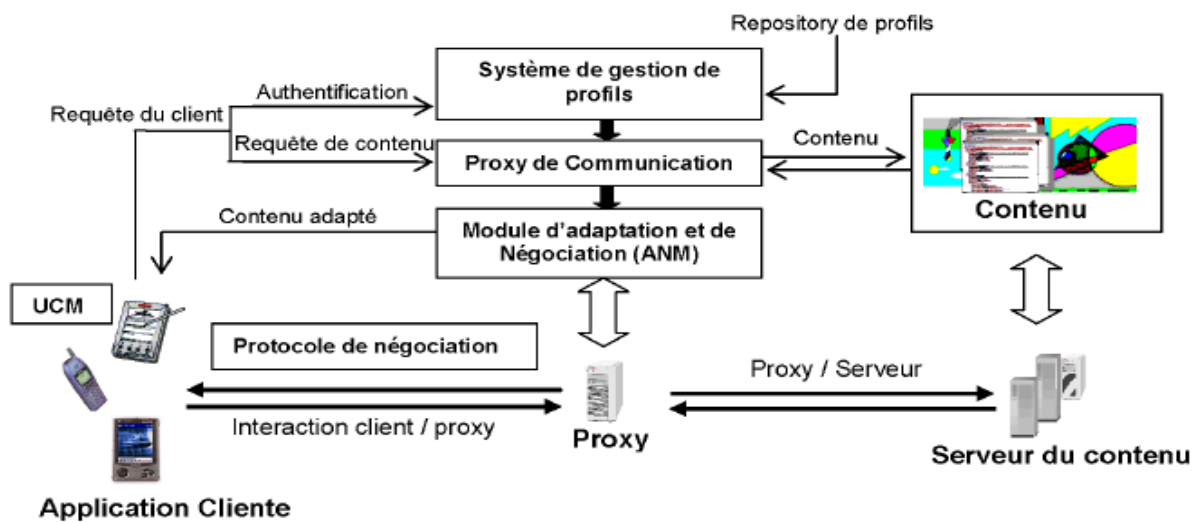 Repository de profils
Système de gestion de
profils
Authentification
Requête du client
Requête de contenu
Proxy de Communication
Contenu
Contenu
Contenu adapté
Module d'adaptation et de
Négociation (ANM)
UCM
Protocole de négociation
Proxy / Serveur
Interaction client / proxy
Proxy
Serveur du contenu
Application Cliente